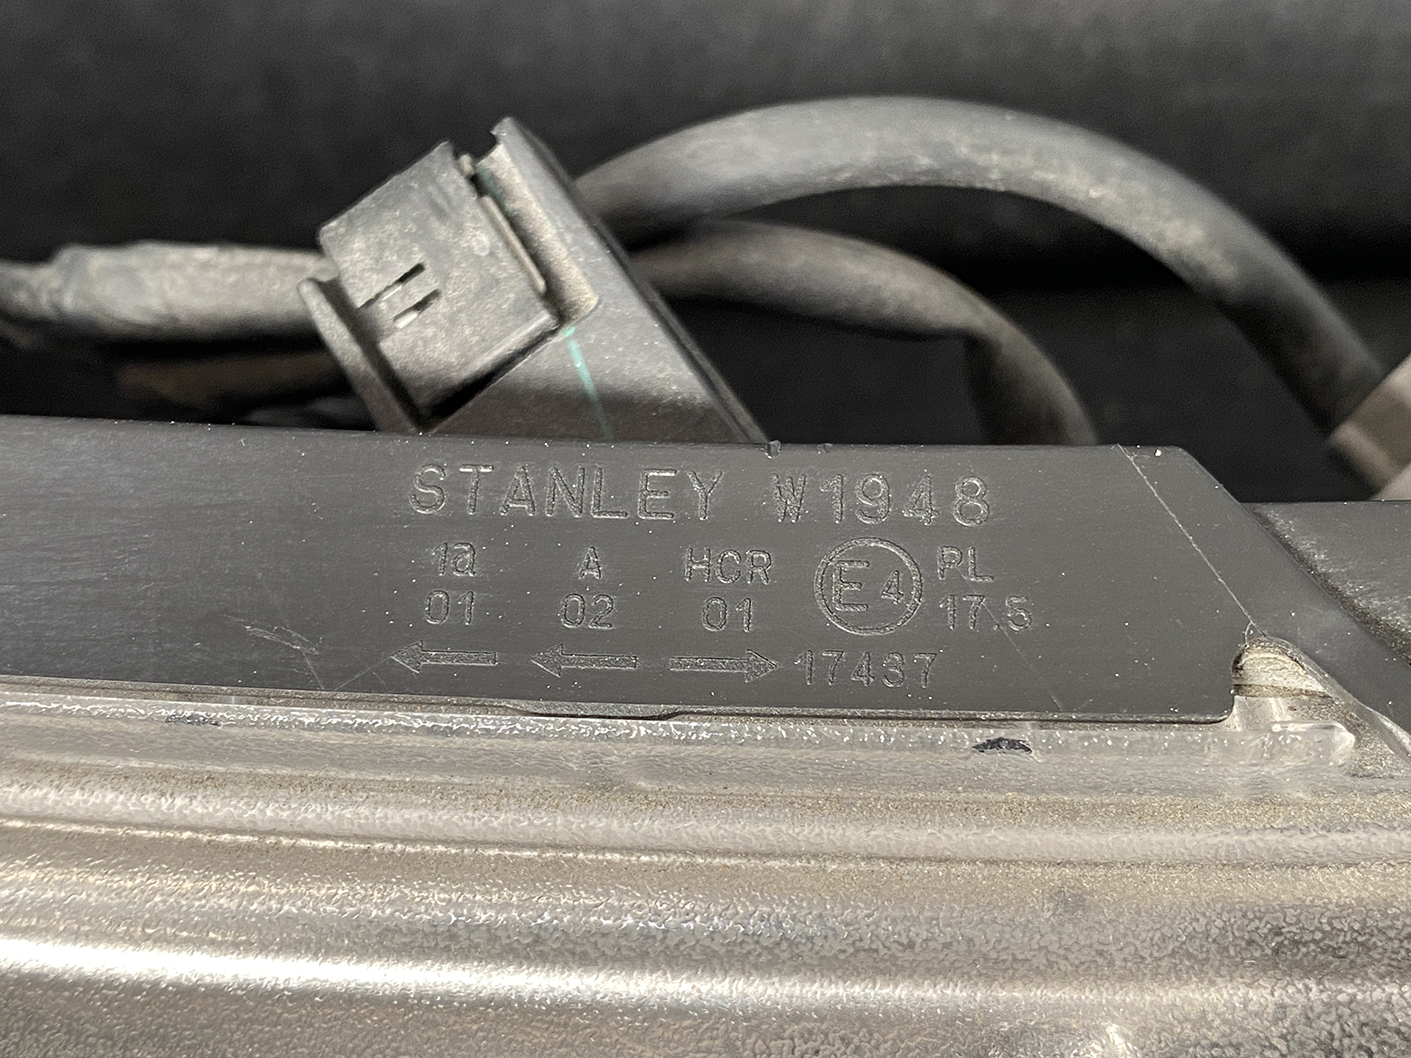 STANLEY W1948
1a A HCR E4 PL
01 02 01 17.5
← ← → 17437